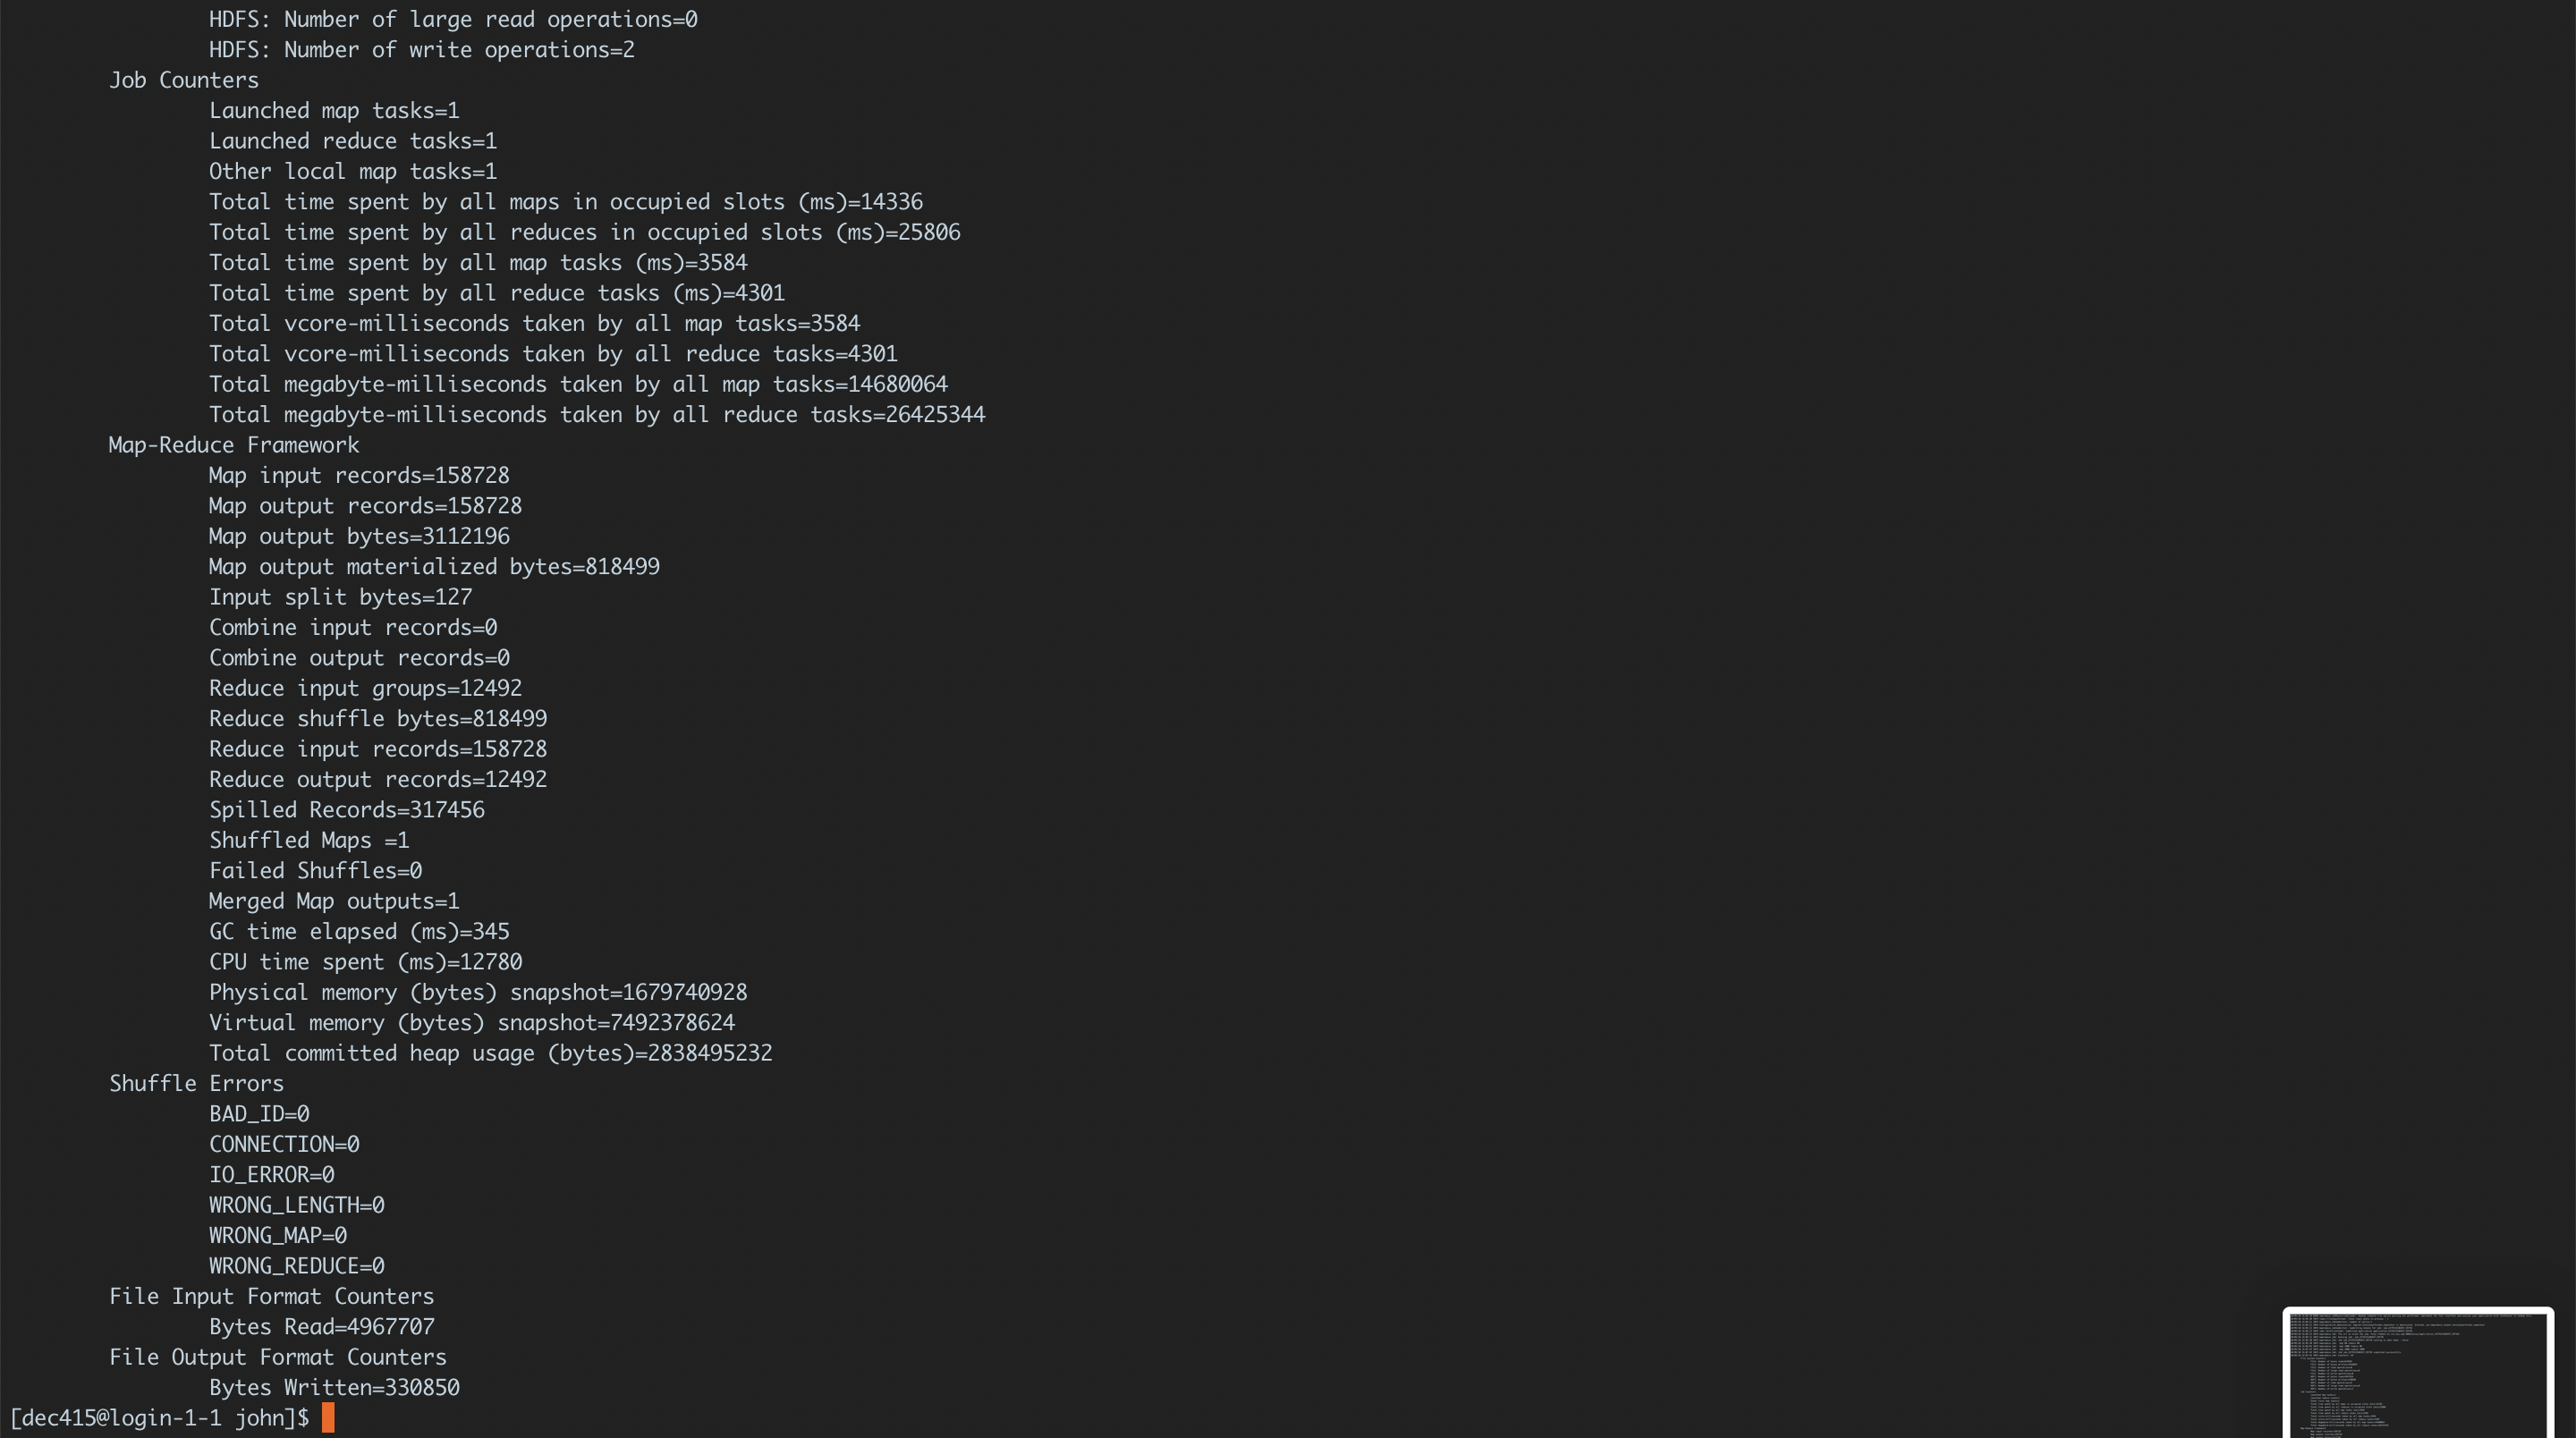 HDFS: Number of large read operations=0
HDFS: Number of write operations=2
Job Counters
Launched map tasks=1
Launched reduce tasks=1
Other local map tasks=1
Total time spent by all maps in occupied slots (ms)=14336
Total time spent by all reduces in occupied slots (ms)=25806
Total time spent by all map tasks (ms)=3584
Total time spent by all reduce tasks (ms)=4301
Total vcore-milliseconds taken by all map tasks=3584
Total vcore-milliseconds taken by all reduce tasks=4301
Total megabyte-milliseconds taken by all map tasks=14680064
Total megabyte-milliseconds taken by all reduce tasks=26425344
Map-Reduce Framework
Map input records=158728
Map output records=158728
Map output bytes=3112196
Map output materialized bytes=818499
Input split bytes=127
Combine input records=0
Combine output records=0
Reduce input groups=12492
Reduce shuffle bytes=818499
Reduce input records=158728
Reduce output records=12492
Spilled Records=317456
Shuffled Maps =1
Failed Shuffles=0
Merged Map outputs=1
GC time elapsed (ms)=345
CPU time spent (ms)=12780
Physical memory (bytes) snapshot=1679740928
Virtual memory (bytes) snapshot=7492378624
Total committed heap usage (bytes)=2838495232
Shuffle Errors
BAD_ID=0
CONNECTION=0
IO_ERROR=0
WRONG_LENGTH=0
WRONG_MAP=0
WRONG_REDUCE=0
File Input Format Counters
Bytes Read=4967707
File Output Format Counters
Bytes Written=330850
[dec415@login-1-1 john]$